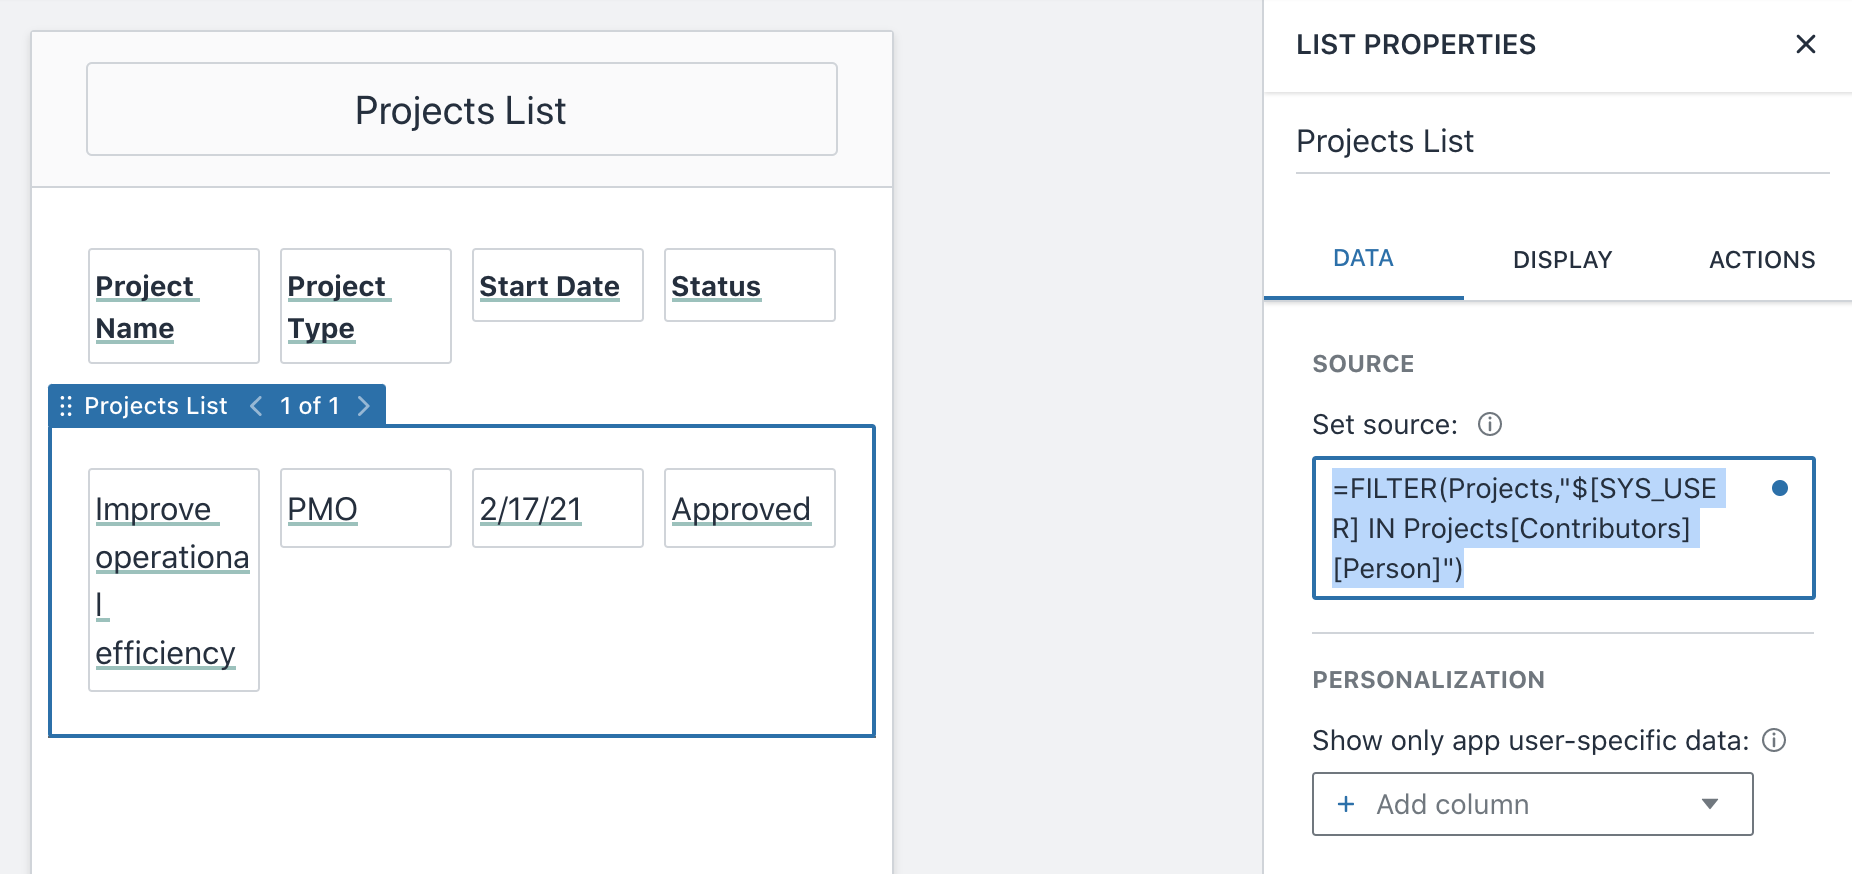 Projects List
Project
Name
Project
Type
Start Date
Status
Projects List
1 of 1
Improve
operationa
l
efficiency
PMO
2/17/21
Approved
LIST PROPERTIES
Projects List
DATA
DISPLAY
ACTIONS
SOURCE
Set source:
=FILTER(Projects,"$[SYS_USE
R] IN Projects[Contributors]
[Person]")
PERSONALIZATION
Show only app user-specific data:
+ Add column